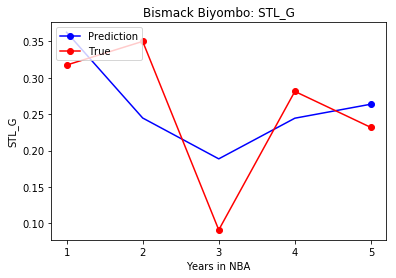 Bismack Biyombo: STL_G
Prediction
True
0.35
0.30
0.25
0.20
0.15
0.10
STL_G
1 2 3 4 5
Years in NBA